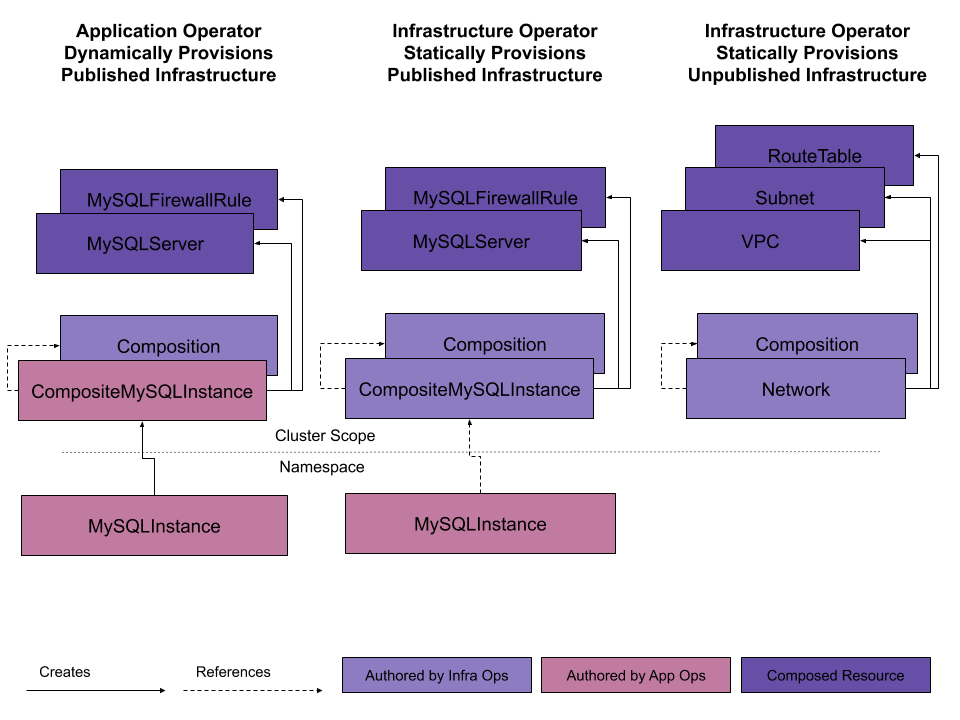 Application Operator
Dynamically Provisions
Published Infrastructure
Infrastructure Operator
Statically Provisions
Published Infrastructure
Infrastructure Operator
Statically Provisions
Unpublished Infrastructure
MySQLFirewallRule
MySQLServer
Composition
CompositeMySQLInstance
MySQLFirewallRule
MySQLServer
Composition
CompositeMySQLInstance
RouteTable
Subnet
VPC
Composition
Network
Cluster Scope
Namespace
MySQLInstance
MySQLInstance
Creates
References
Authored by Infra Ops
Authored by App Ops
Composed Resource